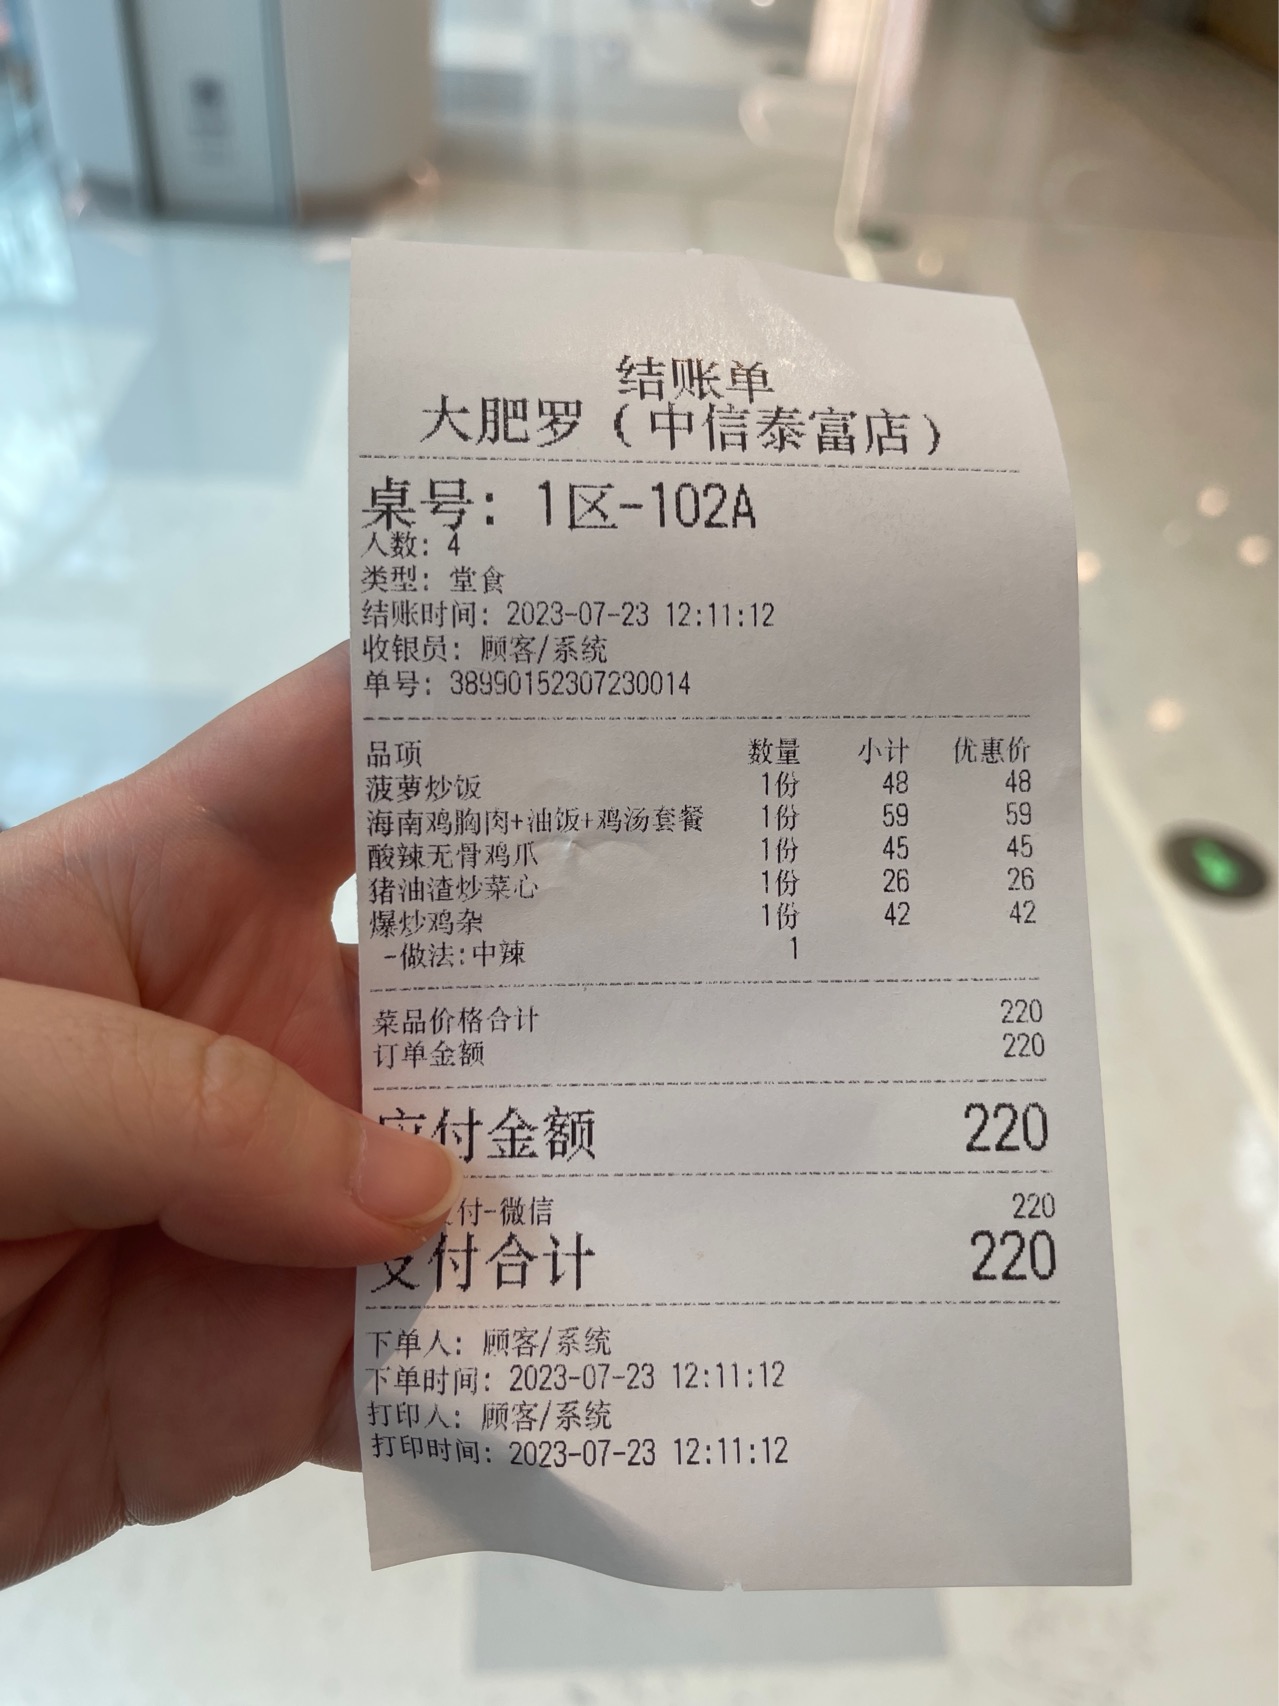 结账单
大肥罗（中信泰富店）
桌号：1区-102A
人数：4
类型：堂食
结账时间：2023-07-23 12:11:12
收银员：顾客/系统
单号：38990152307230014
品项 数量 小计 优惠价
菠萝炒饭 1份 48 48
海南鸡胸肉+油饭+鸡汤套餐 1份 59 59
酸辣无骨鸡爪 1份 45 45
猪油渣炒菜心 1份 26 26
爆炒鸡杂 1份 42 42
-做法:中辣 1
菜品价格合计 220
订单金额 220
应付金额 220
付-微信 220
支付合计 220
下单人：顾客/系统
下单时间：2023-07-23 12:11:12
打印人：顾客/系统
打印时间：2023-07-23 12:11:12